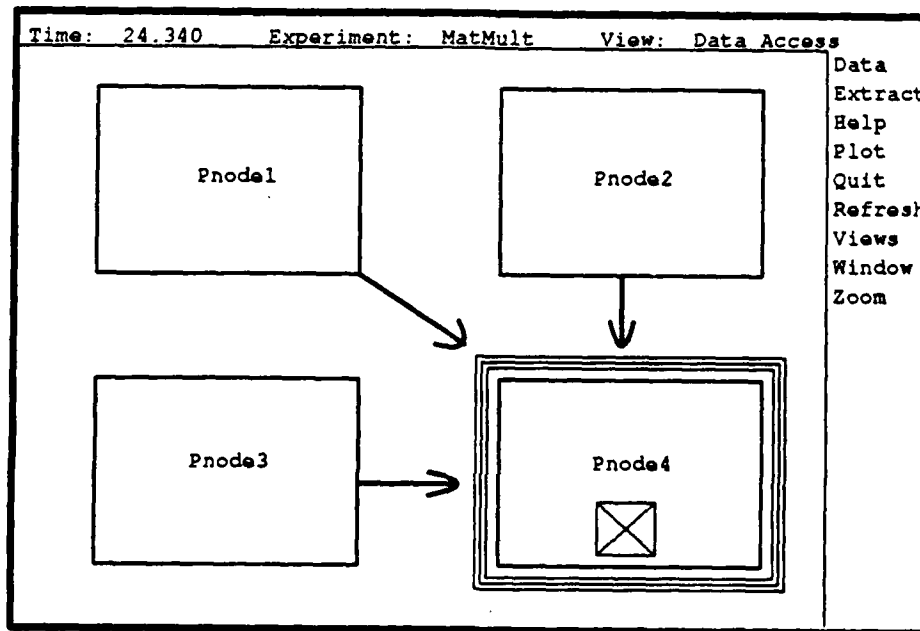 Time: 24.340 Experiment: MatMult View: Data Access
Data
Extract
Help
Plot
Quit
Refresh
Views
Window
Zoom
Pnode1
Pnode2
Pnode3
Pnode4